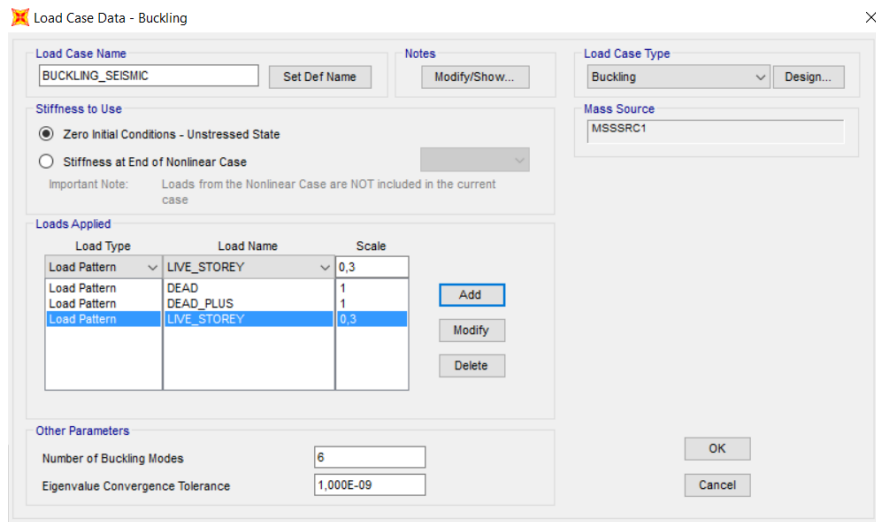 Load Case Data - Buckling
Load Case Name
BUCKLING_SEISMIC
Set Def Name
Notes
Modify/Show...
Load Case Type
Buckling
Design...
Stiffness to Use
Zero Initial Conditions - Unstressed State
Stiffness at End of Nonlinear Case
Important Note: Loads from the Nonlinear Case are NOT included in the current
case
Mass Source
MSSSRC1
Loads Applied
Load Type Load Name Scale
Load Pattern LIVE_STOREY 0,3
Load Pattern DEAD 1
Load Pattern DEAD_PLUS 1
Load Pattern LIVE_STOREY 0,3
Add
Modify
Delete
Other Parameters
Number of Buckling Modes 6
Eigenvalue Convergence Tolerance 1,000E-09
OK
Cancel